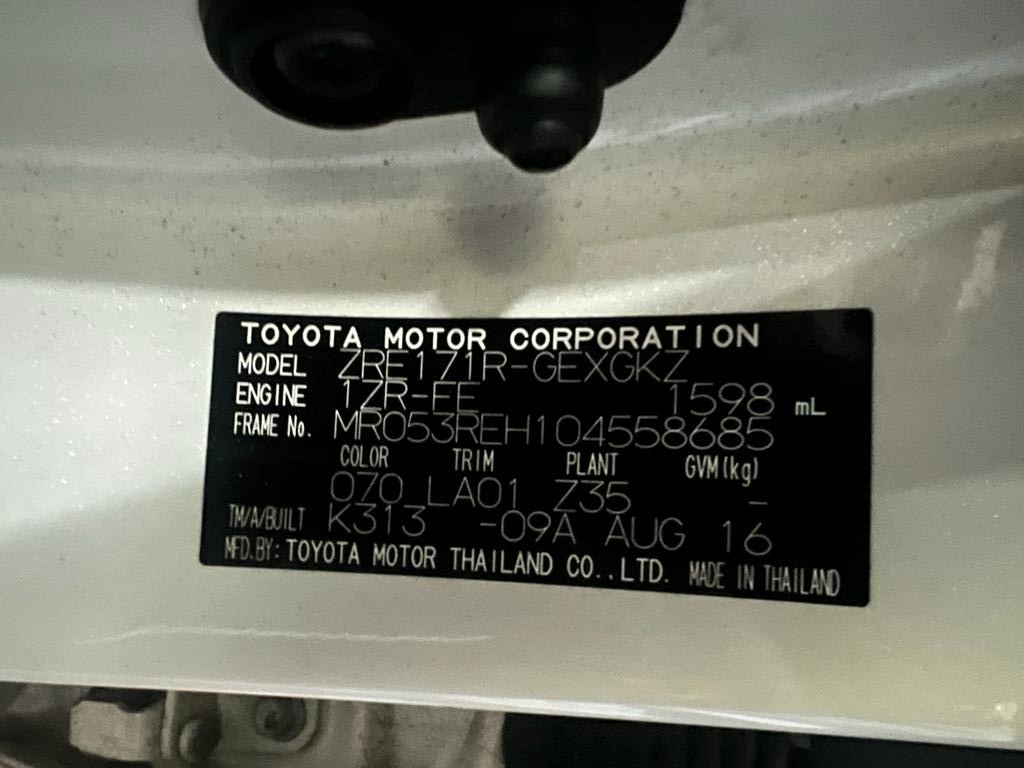 TOYOTA MOTOR CORPORATION
MODEL ZRE171R-GEXGKZ
ENGINE 1ZR-FE 1598 mL
FRAME No. MR053REH104558685
COLOR TRIM PLANT GVM(kg)
070 LA01 Z35 -
TM/A/BUILT K313 -09A AUG 16
MFD.BY: TOYOTA MOTOR THAILAND CO.,LTD. MADE IN THAILAND